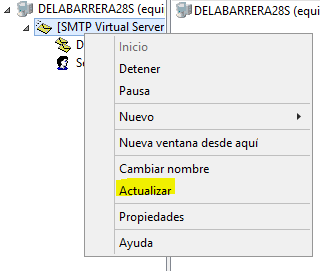 DELABARRERA28S (equi
DELABARRERA28S (equi
[SMTP Virtual Server
D
Se
Inicio
Detener
Pausa
Nuevo
Nueva ventana desde aquí
Cambiar nombre
Actualizar
Propiedades
Ayuda